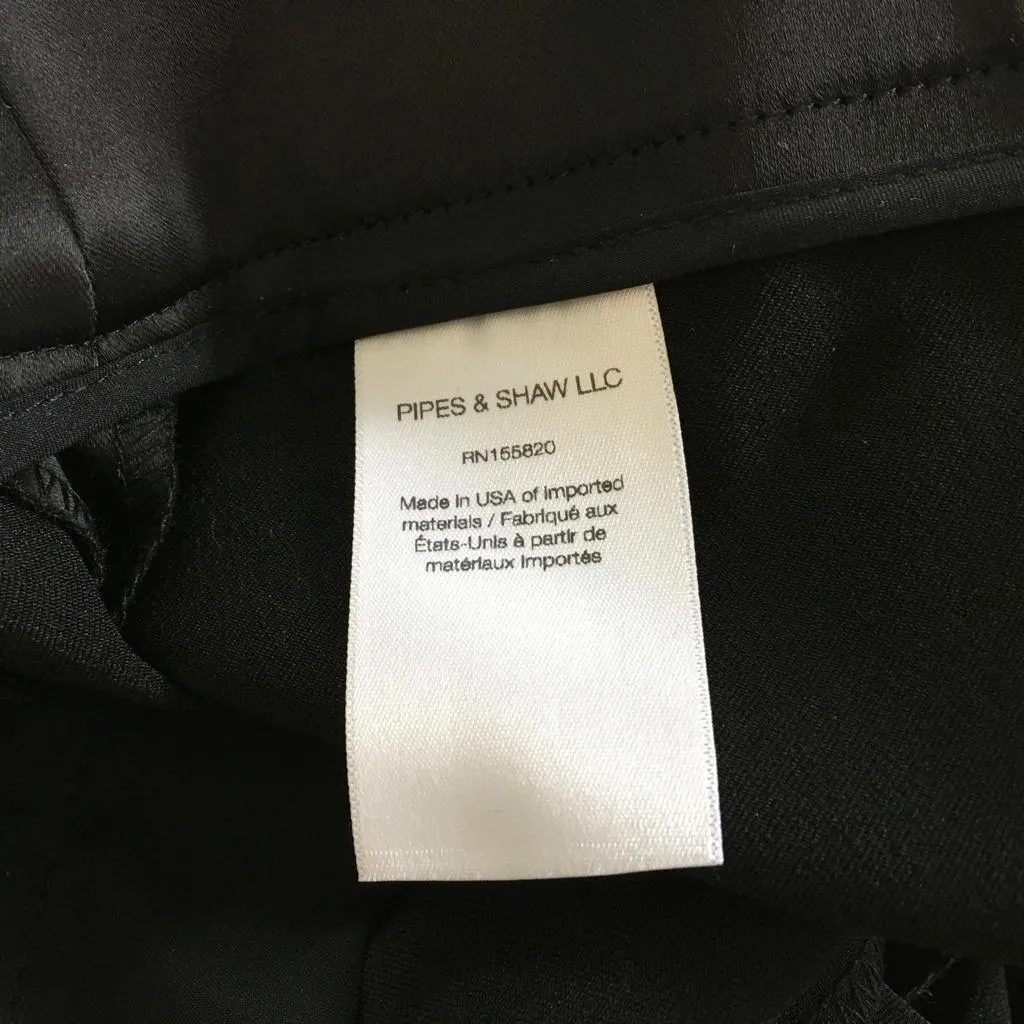 PIPES & SHAW LLC
RN155820
Made in USA of imported
materials / Fabriqué aux
États-Unis à partir de
matériaux importés